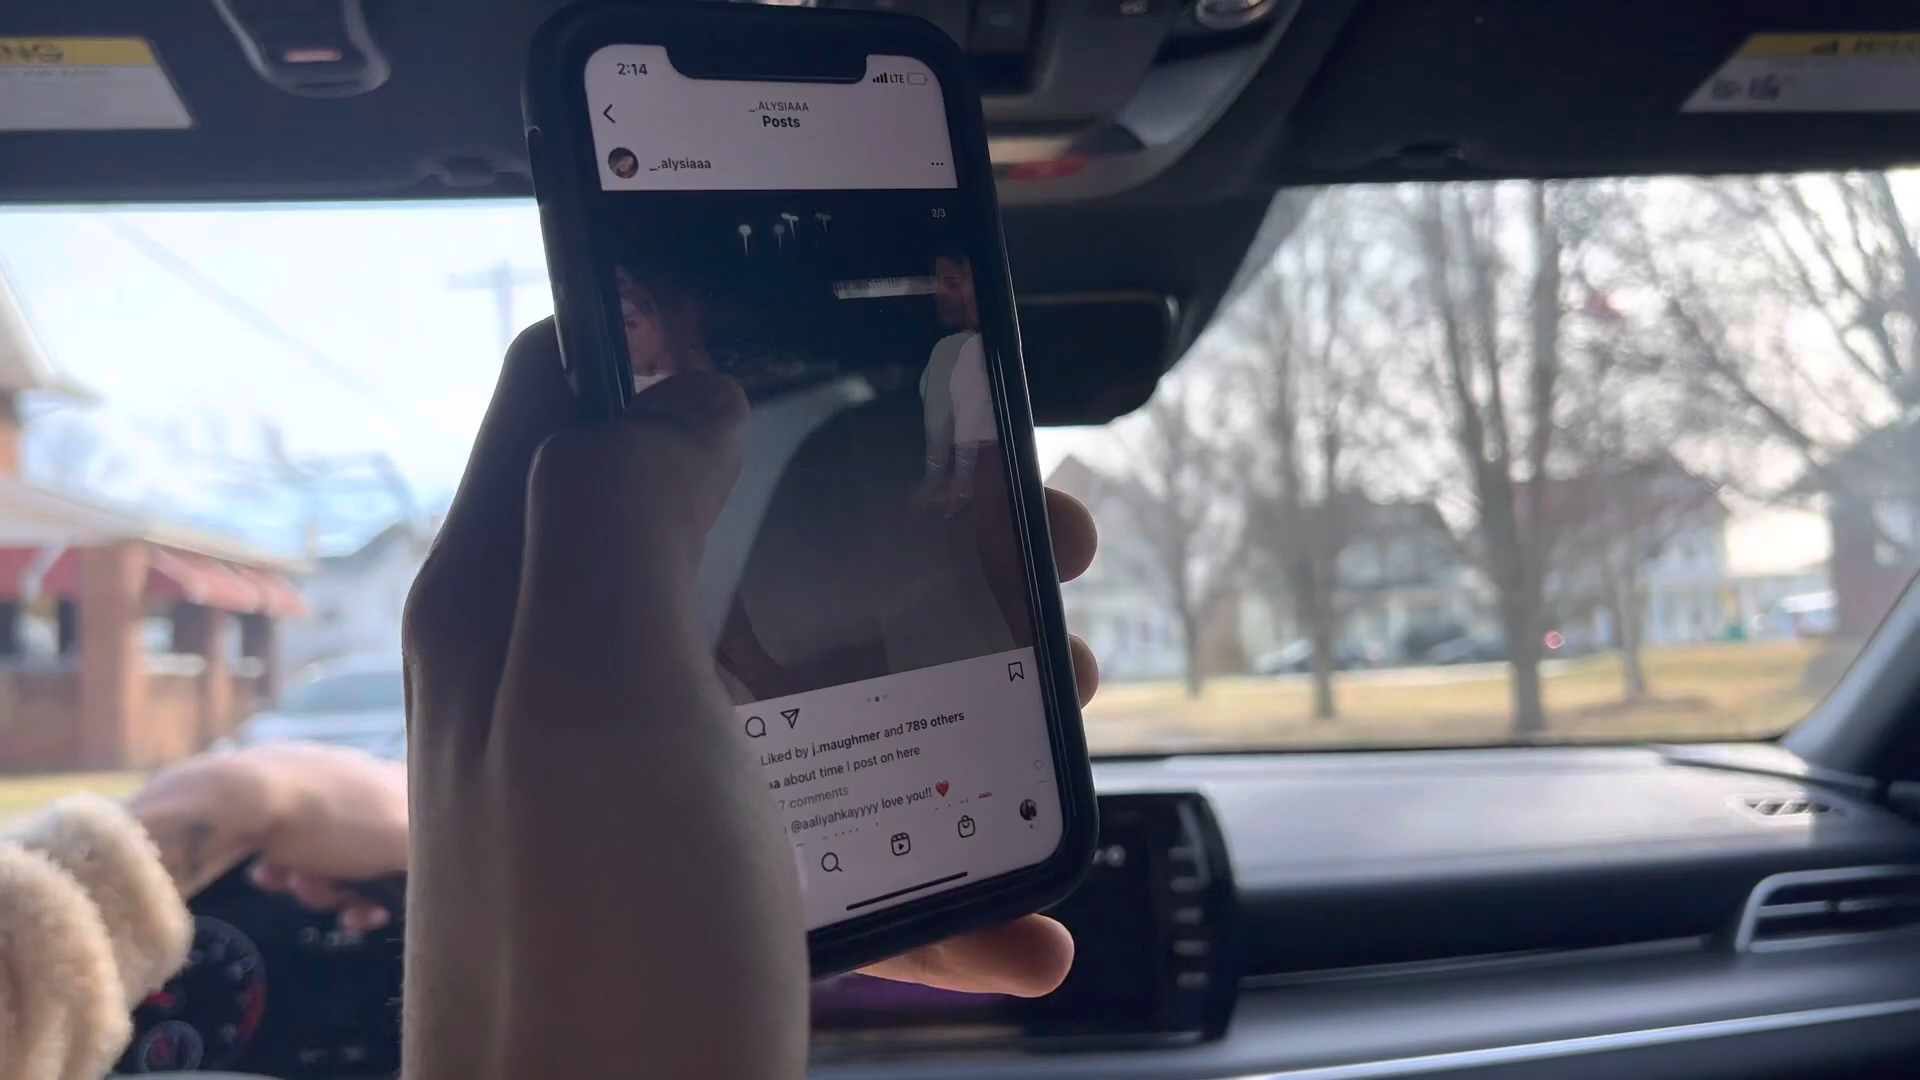 2:14
LTE
_.ALYSIAAA
Posts
_.alysiaaa
2/3
Liked by j.maughmer and 789 others
aa about time I post on here
7 comments
@aaliyahkayyyy love you!! ❤️